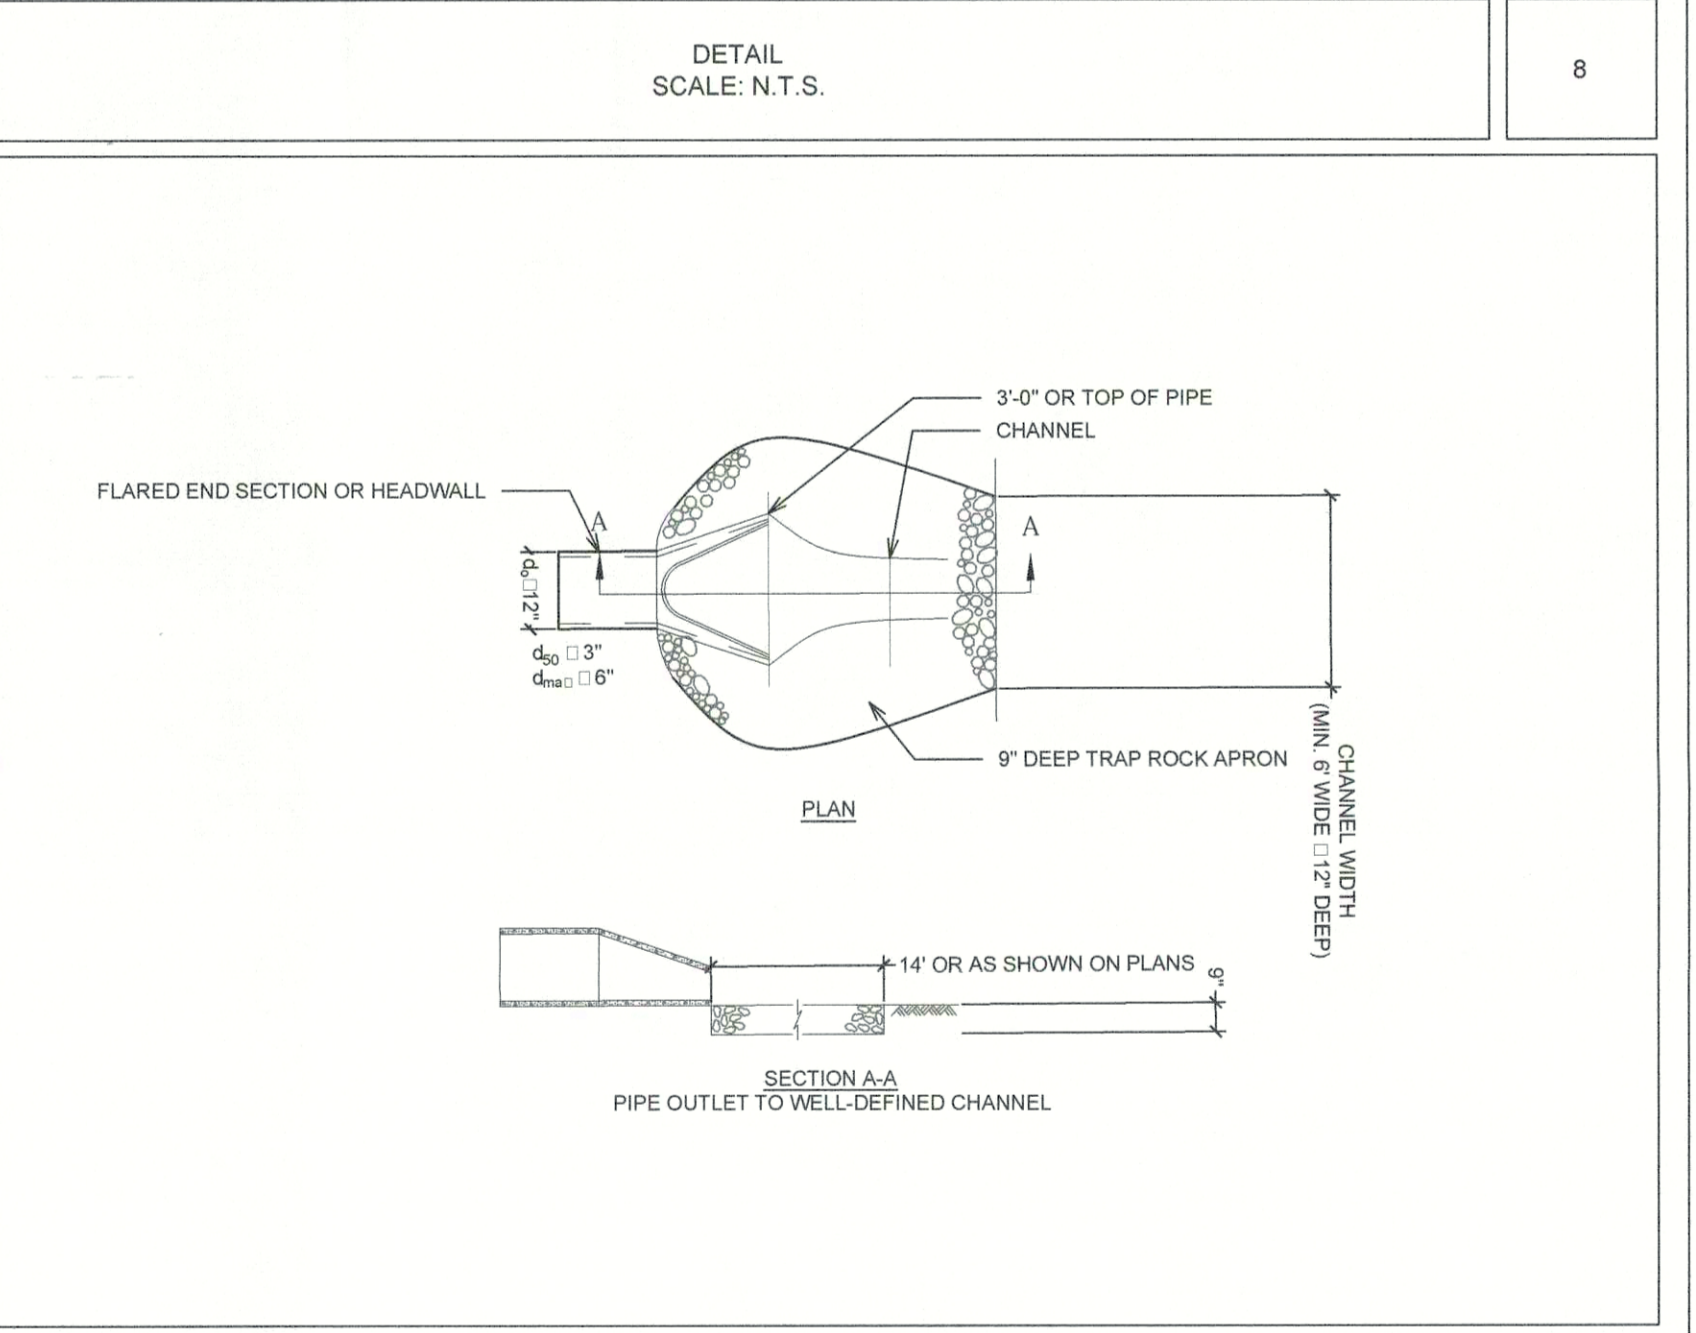 DETAIL
SCALE: N.T.S.
8
3'-0" OR TOP OF PIPE
CHANNEL
FLARED END SECTION OR HEADWALL
A
A
do□12"
d50 □ 3"
dma□ □ 6"
9" DEEP TRAP ROCK APRON
PLAN
CHANNEL WIDTH
(MIN. 6' WIDE □ 12" DEEP)
14' OR AS SHOWN ON PLANS
9"
SECTION A-A
PIPE OUTLET TO WELL-DEFINED CHANNEL